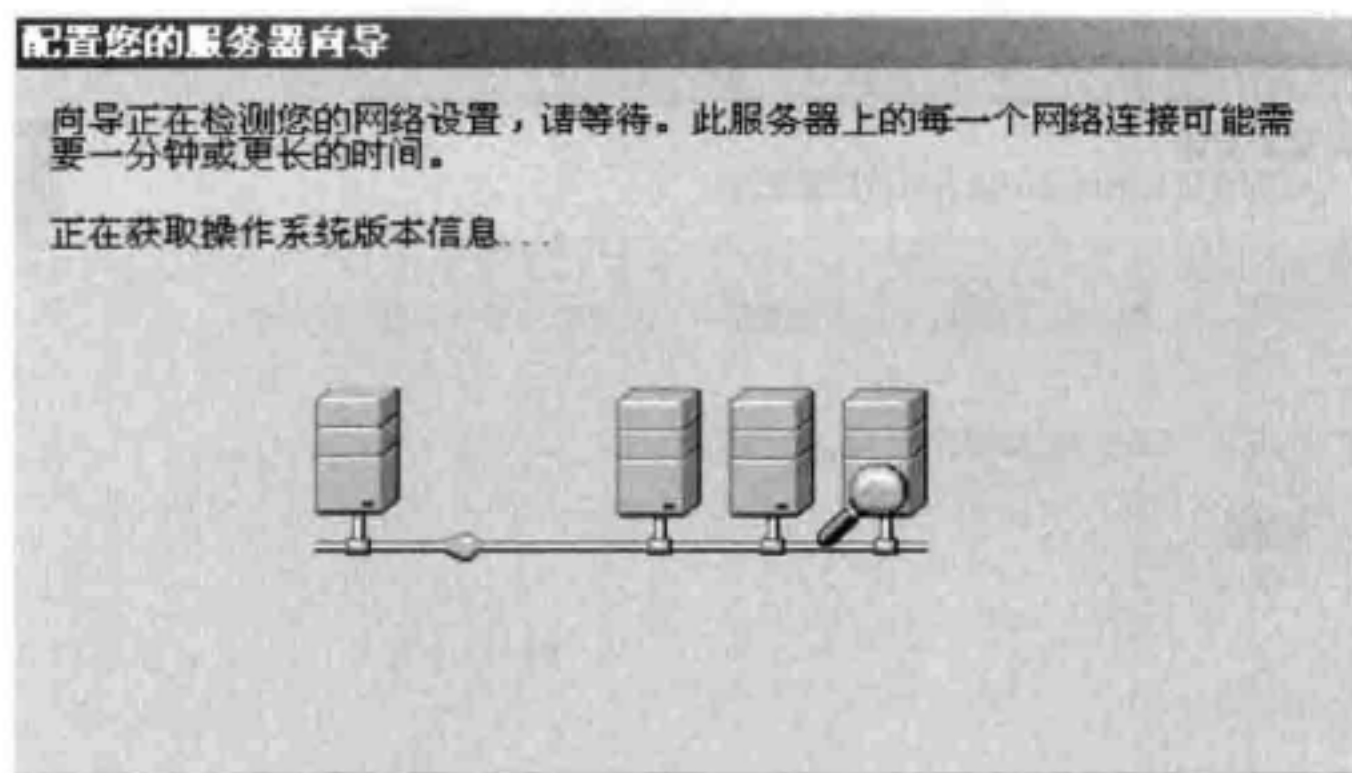 配置您的服务器向导
向导正在检测您的网络设置，请等待。此服务器上的每一个网络连接可能需
要一分钟或更长的时间。
正在获取操作系统版本信息...